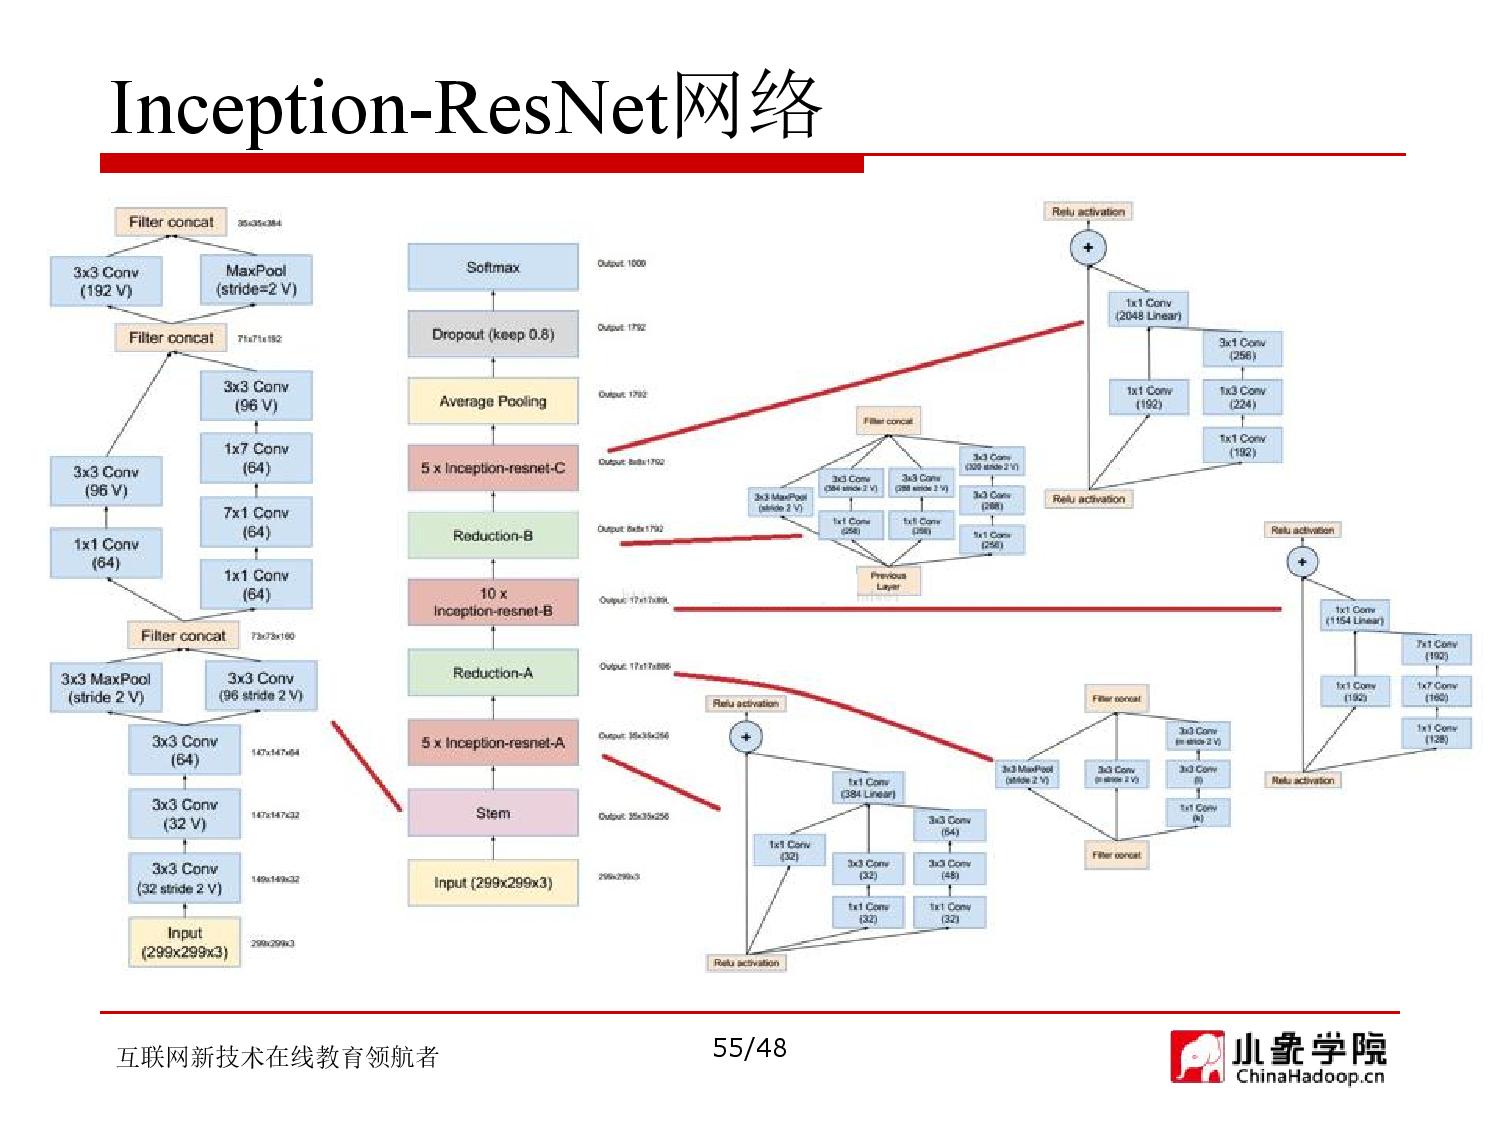 Inception-ResNet网络
Filter concat
35x35x384
3x3 Conv
(192 V)
MaxPool
(stride=2 V)
Filter concat
71x71x192
3x3 Conv
(96 V)
1x7 Conv
(64)
3x3 Conv
(96 V)
7x1 Conv
(64)
1x1 Conv
(64)
1x1 Conv
(64)
Filter concat
73x73x160
3x3 MaxPool
(stride 2 V)
3x3 Conv
(96 stride 2 V)
3x3 Conv
(64)
147x147x64
3x3 Conv
(32 V)
147x147x32
3x3 Conv
(32 stride 2 V)
149x149x32
Input
(299x299x3)
299x299x3
Softmax
Output: 1000
Dropout (keep 0.8)
Output: 1792
Average Pooling
Output: 1792
5 x Inception-resnet-C
Output: 8x8x1792
Reduction-B
Output: 8x8x1792
10 x
Inception-resnet-B
Output: 17x17x896
Reduction-A
Output: 17x17x896
5 x Inception-resnet-A
Output: 35x35x256
Stem
Output: 35x35x256
Input (299x299x3)
299x299x3
Relu activation
+
1x1 Conv
(2048 Linear)
3x1 Conv
(256)
1x1 Conv
(192)
1x3 Conv
(224)
1x1 Conv
(192)
Relu activation
Filter concat
3x3 Conv
(320 stride 2 V)
3x3 Conv
(384 stride 2 V)
3x3 Conv
(288 stride 2 V)
3x3 MaxPool
(stride 2 V)
3x3 Conv
(288)
1x1 Conv
(256)
1x1 Conv
(256)
1x1 Conv
(256)
Previous
Layer
Relu activation
+
1x1 Conv
(1154 Linear)
7x1 Conv
(192)
1x1 Conv
(192)
1x7 Conv
(160)
1x1 Conv
(128)
Relu activation
Relu activation
+
1x1 Conv
(384 Linear)
3x3 Conv
(64)
1x1 Conv
(32)
3x3 Conv
(32)
3x3 Conv
(48)
1x1 Conv
(32)
1x1 Conv
(32)
Relu activation
Filter concat
3x3 Conv
(m stride 2 V)
3x3 MaxPool
(stride 2 V)
3x3 Conv
(n stride 2 V)
3x3 Conv
(l)
1x1 Conv
(k)
Filter concat
互联网新技术在线教育领航者
55/48
小象学院
ChinaHadoop.cn